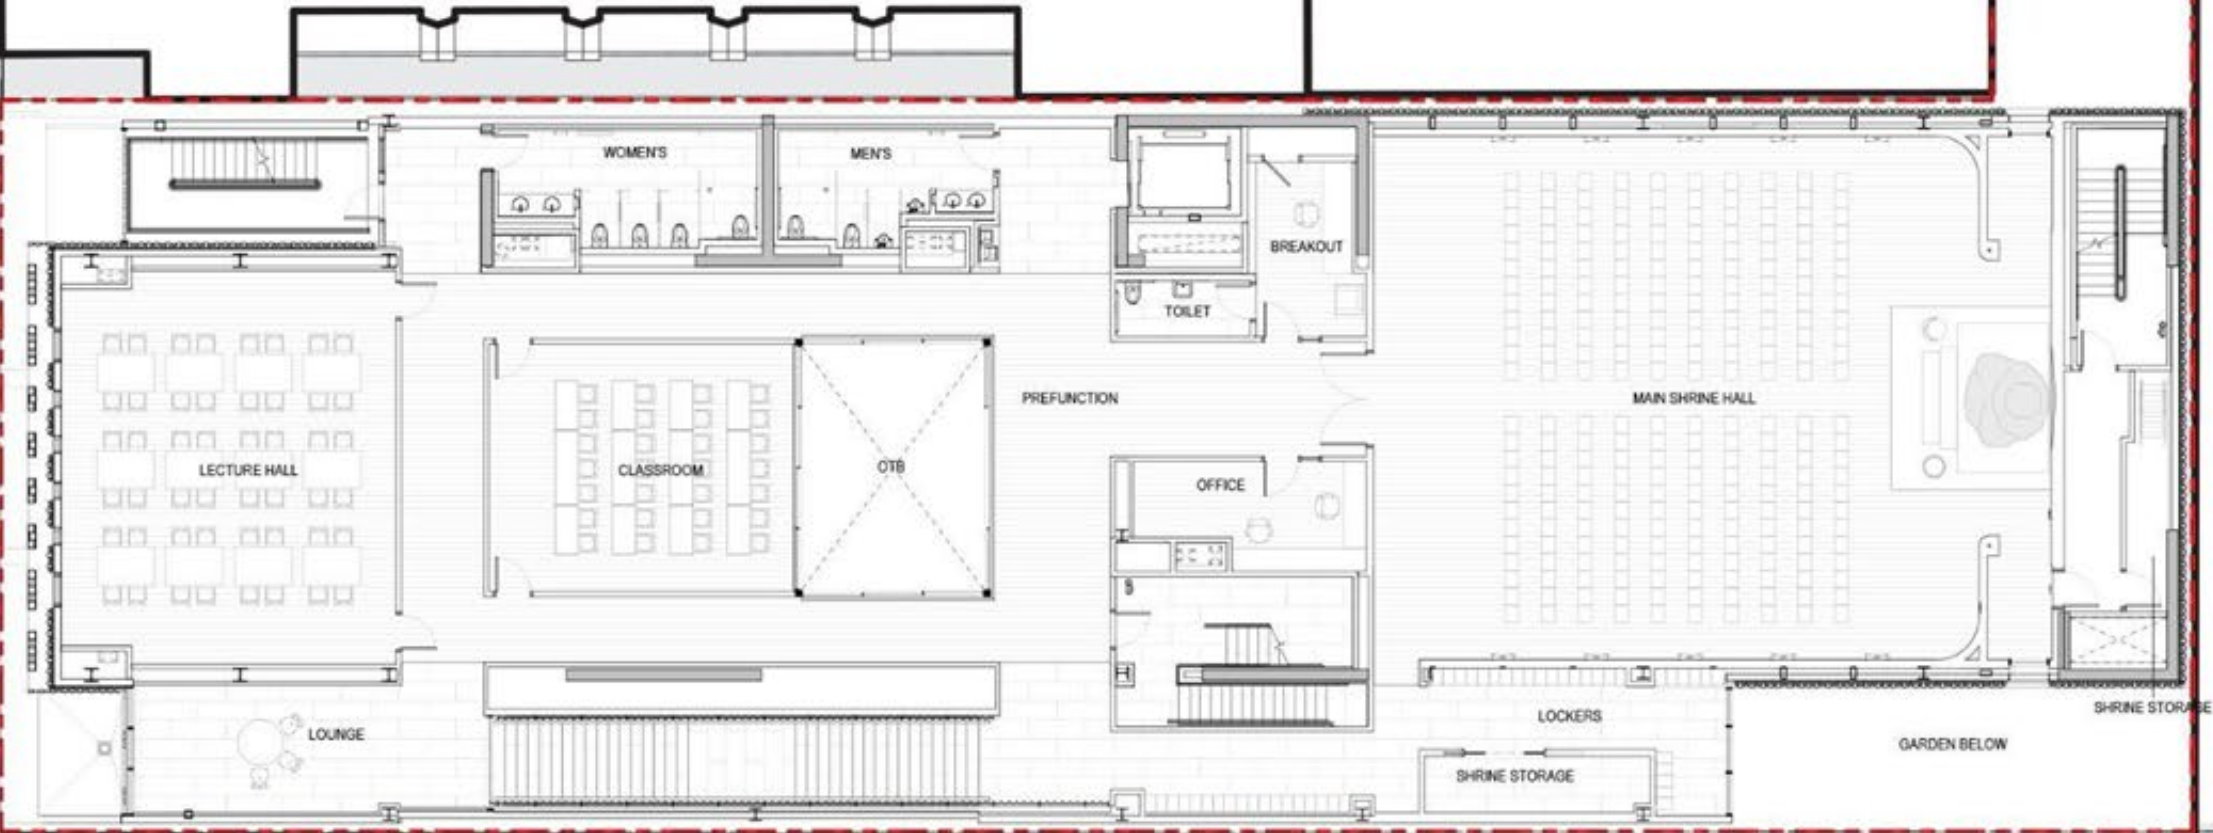 WOMEN'S
MEN'S
BREAKOUT
TOILET
PREFUNCTION
MAIN SHRINE HALL
LECTURE HALL
CLASSROOM
OTB
OFFICE
SHRINE STORAGE
LOCKERS
LOUNGE
GARDEN BELOW
SHRINE STORAGE